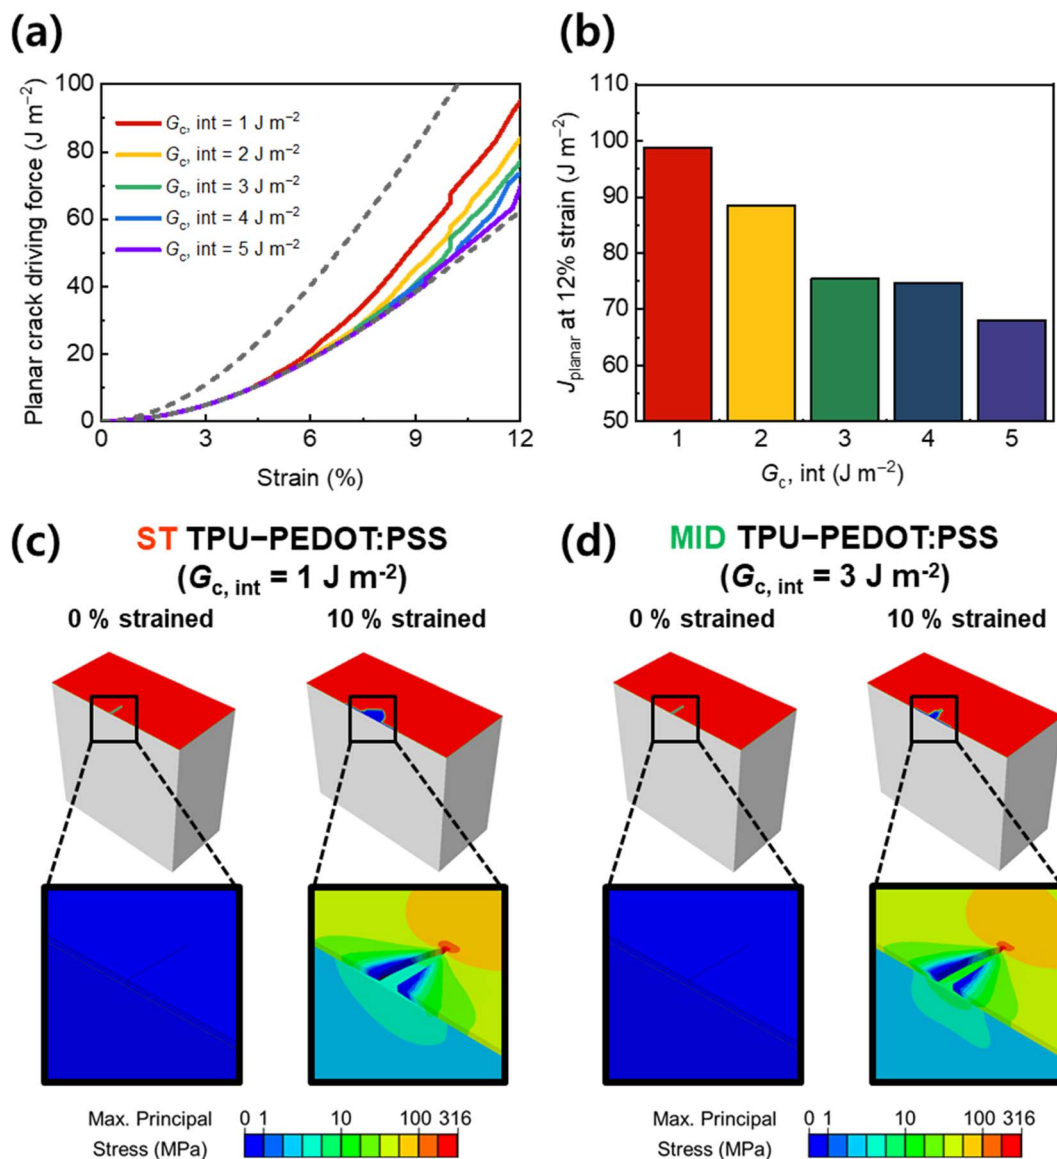 (a)
Planar crack driving force (J m⁻²)
100
80
60
40
20
0
Gc, int = 1 J m⁻²
Gc, int = 2 J m⁻²
Gc, int = 3 J m⁻²
Gc, int = 4 J m⁻²
Gc, int = 5 J m⁻²
0 3 6 9 12
Strain (%)
(b)
Jplanar at 12% strain (J m⁻²)
110
100
90
80
70
60
50
1 2 3 4 5
Gc, int (J m⁻²)
(c)
ST TPU−PEDOT:PSS
(Gc, int = 1 J m⁻²)
0 % strained 10 % strained
Max. Principal
Stress (MPa)
0 1 10 100 316
(d)
MID TPU−PEDOT:PSS
(Gc, int = 3 J m⁻²)
0 % strained 10 % strained
Max. Principal
Stress (MPa)
0 1 10 100 316